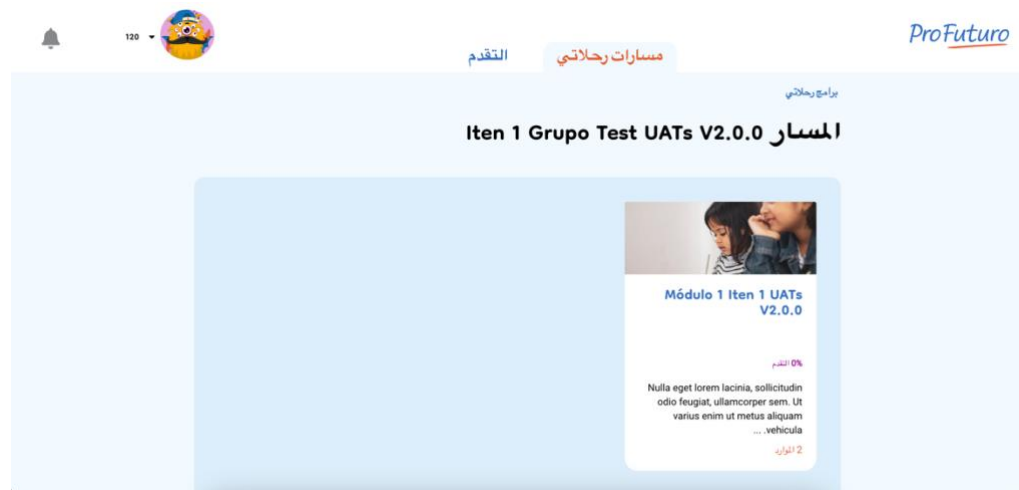 ProFuturo
مسارات رحلاتي
التقدم
120
برامج رحلاتي
المسار Iten 1 Grupo Test UATs V2.0.0
Módulo 1 Iten 1 UATs
V2.0.0
0% التقدم
Nulla eget lorem lacinia, sollicitudin
odio feugiat, ullamcorper sem. Ut
varius enim ut metus aliquam
vehicula. ...
2 الموارد